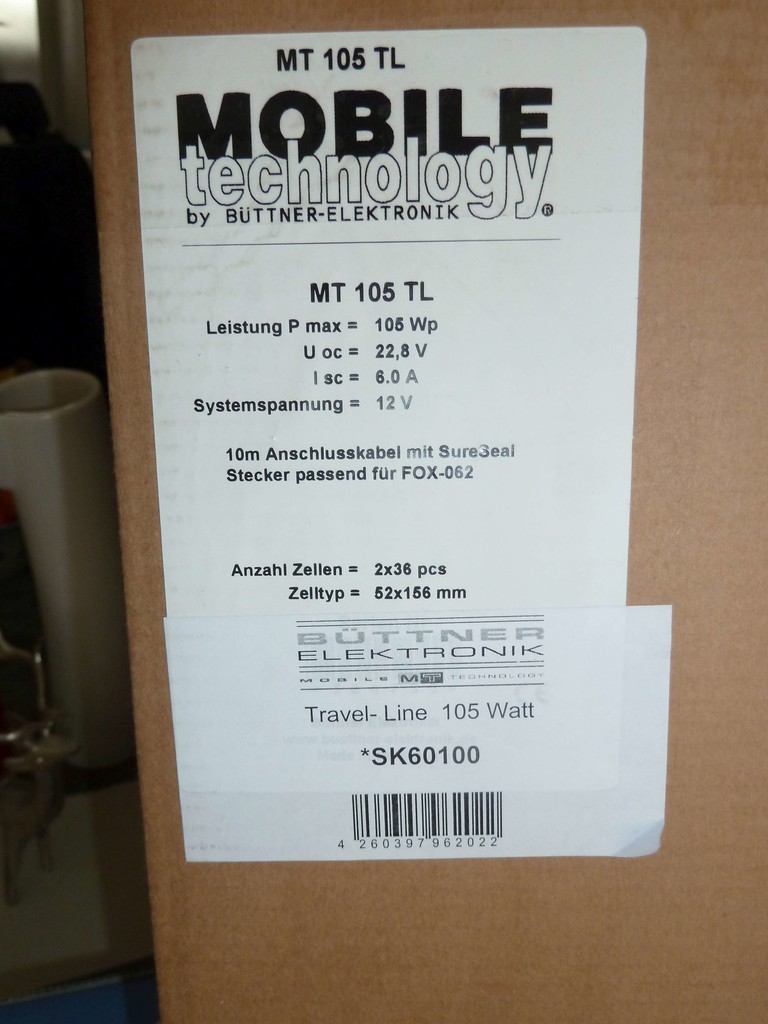 MT 105 TL
MOBILE
technology®
by BÜTTNER-ELEKTRONIK
MT 105 TL
Leistung P max = 105 Wp
U oc = 22,8 V
I sc = 6.0 A
Systemspannung = 12 V
10m Anschlusskabel mit SureSeal
Stecker passend für FOX-062
Anzahl Zellen = 2x36 pcs
Zelltyp = 52x156 mm
BÜTTNER
ELEKTRONIK
MOBILE MT TECHNOLOGY
Travel- Line 105 Watt
*SK60100
4 260397 962022